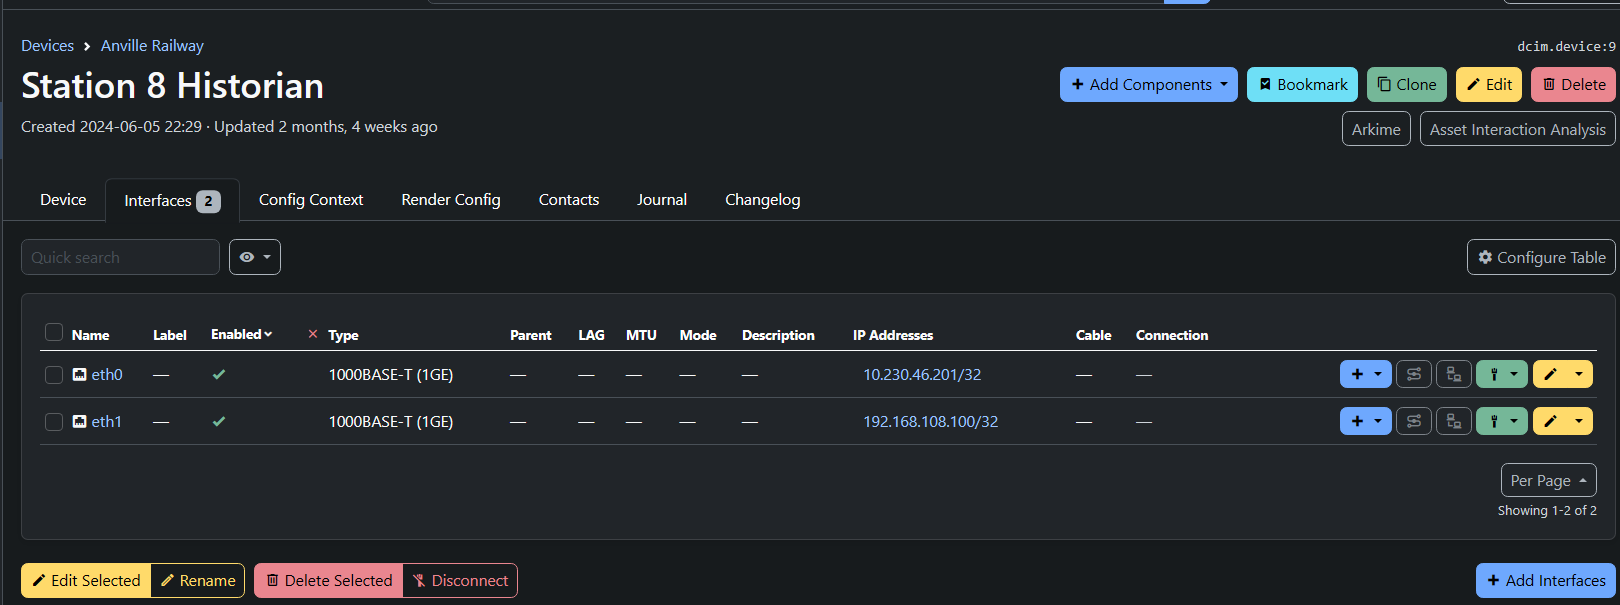 Devices > Anville Railway
dcim.device:9
Station 8 Historian
+ Add Components Bookmark Clone Edit Delete
Created 2024-06-05 22:29 · Updated 2 months, 4 weeks ago
Arkime Asset Interaction Analysis
Device Interfaces 2 Config Context Render Config Contacts Journal Changelog
Quick search
Configure Table
Name Label Enabled × Type Parent LAG MTU Mode Description IP Addresses Cable Connection
eth0 — 1000BASE-T (1GE) — — — — — 10.230.46.201/32 — —
eth1 — 1000BASE-T (1GE) — — — — — 192.168.108.100/32 — —
Per Page
Showing 1-2 of 2
Edit Selected Rename Delete Selected Disconnect + Add Interfaces